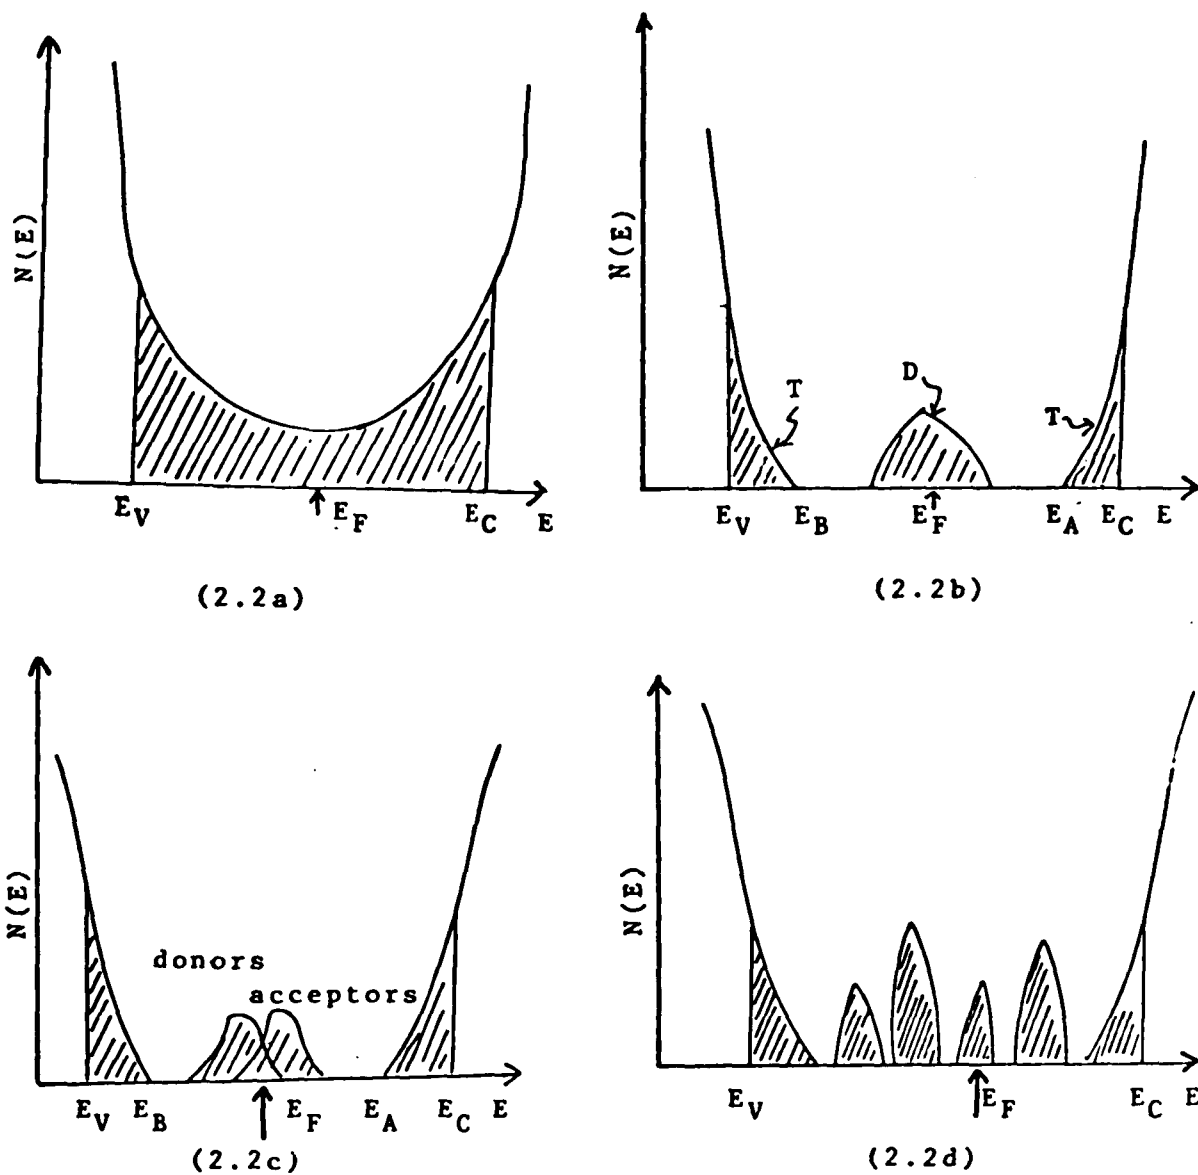 N(E)
E_V E_F E_C E
(2.2a)
N(E)
T D T
E_V E_B E_F E_A E_C E
(2.2b)
N(E)
donors
acceptors
E_V E_B E_F E_A E_C E
(2.2c)
N(E)
E_V E_F E_C E
(2.2d)